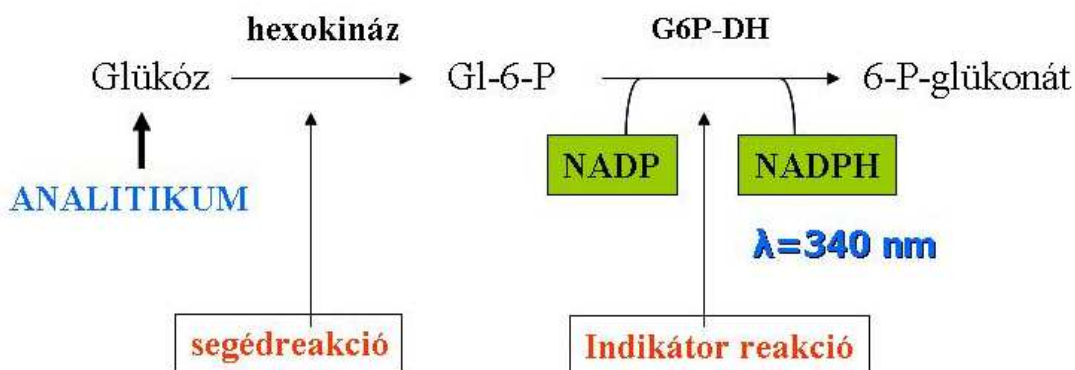 hexokináz
G6P-DH
Glükóz
Gl-6-P
6-P-glükonát
NADP
NADPH
ANALITIKUM
λ=340 nm
segédreakció
Indikátor reakció